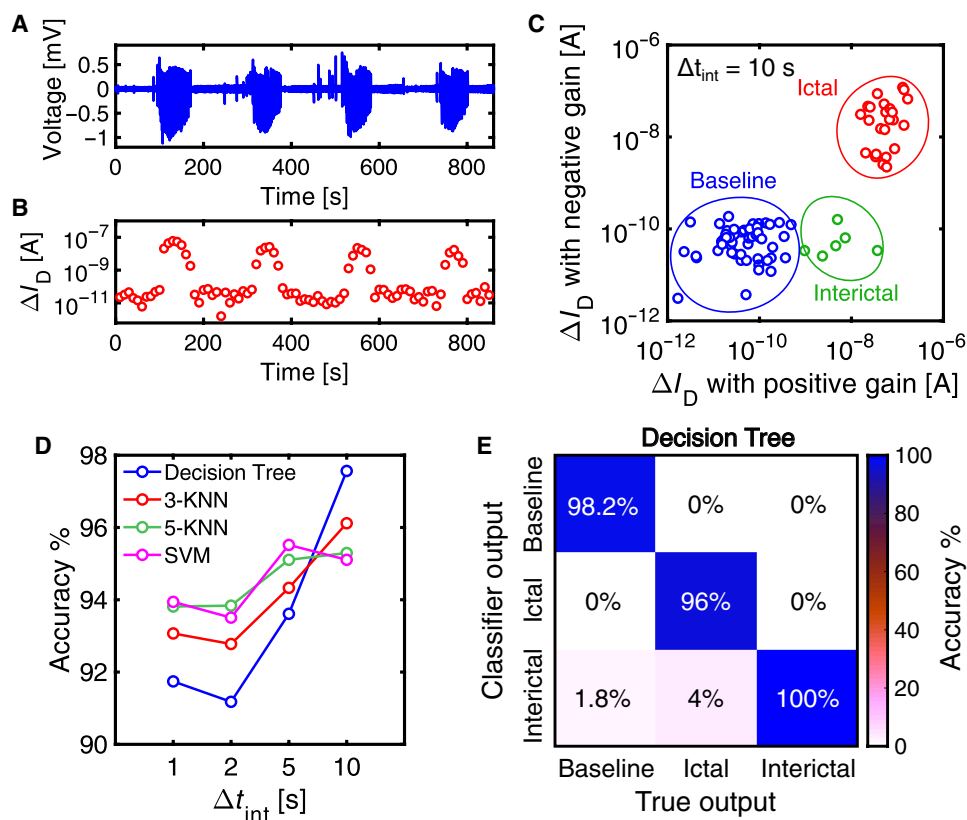 A
Voltage [mV]
0.5
0
−0.5
−1
0 200 400 600 800
Time [s]
B
ΔI_D [A]
10⁻⁷
10⁻⁹
10⁻¹¹
0 200 400 600 800
Time [s]
C
ΔI_D with negative gain [A]
10⁻⁶
10⁻⁸
10⁻¹⁰
10⁻¹²
Δt_int = 10 s
Ictal
Baseline
Interictal
10⁻¹² 10⁻¹⁰ 10⁻⁸ 10⁻⁶
ΔI_D with positive gain [A]
D
Accuracy %
98
96
94
92
90
Decision Tree
3-KNN
5-KNN
SVM
1 2 5 10
Δt_int [s]
E
Decision Tree
Classifier output
Baseline
Ictal
Interictal
98.2% 0% 0%
0% 96% 0%
1.8% 4% 100%
Baseline Ictal Interictal
True output
100
80
60
40
20
0
Accuracy %